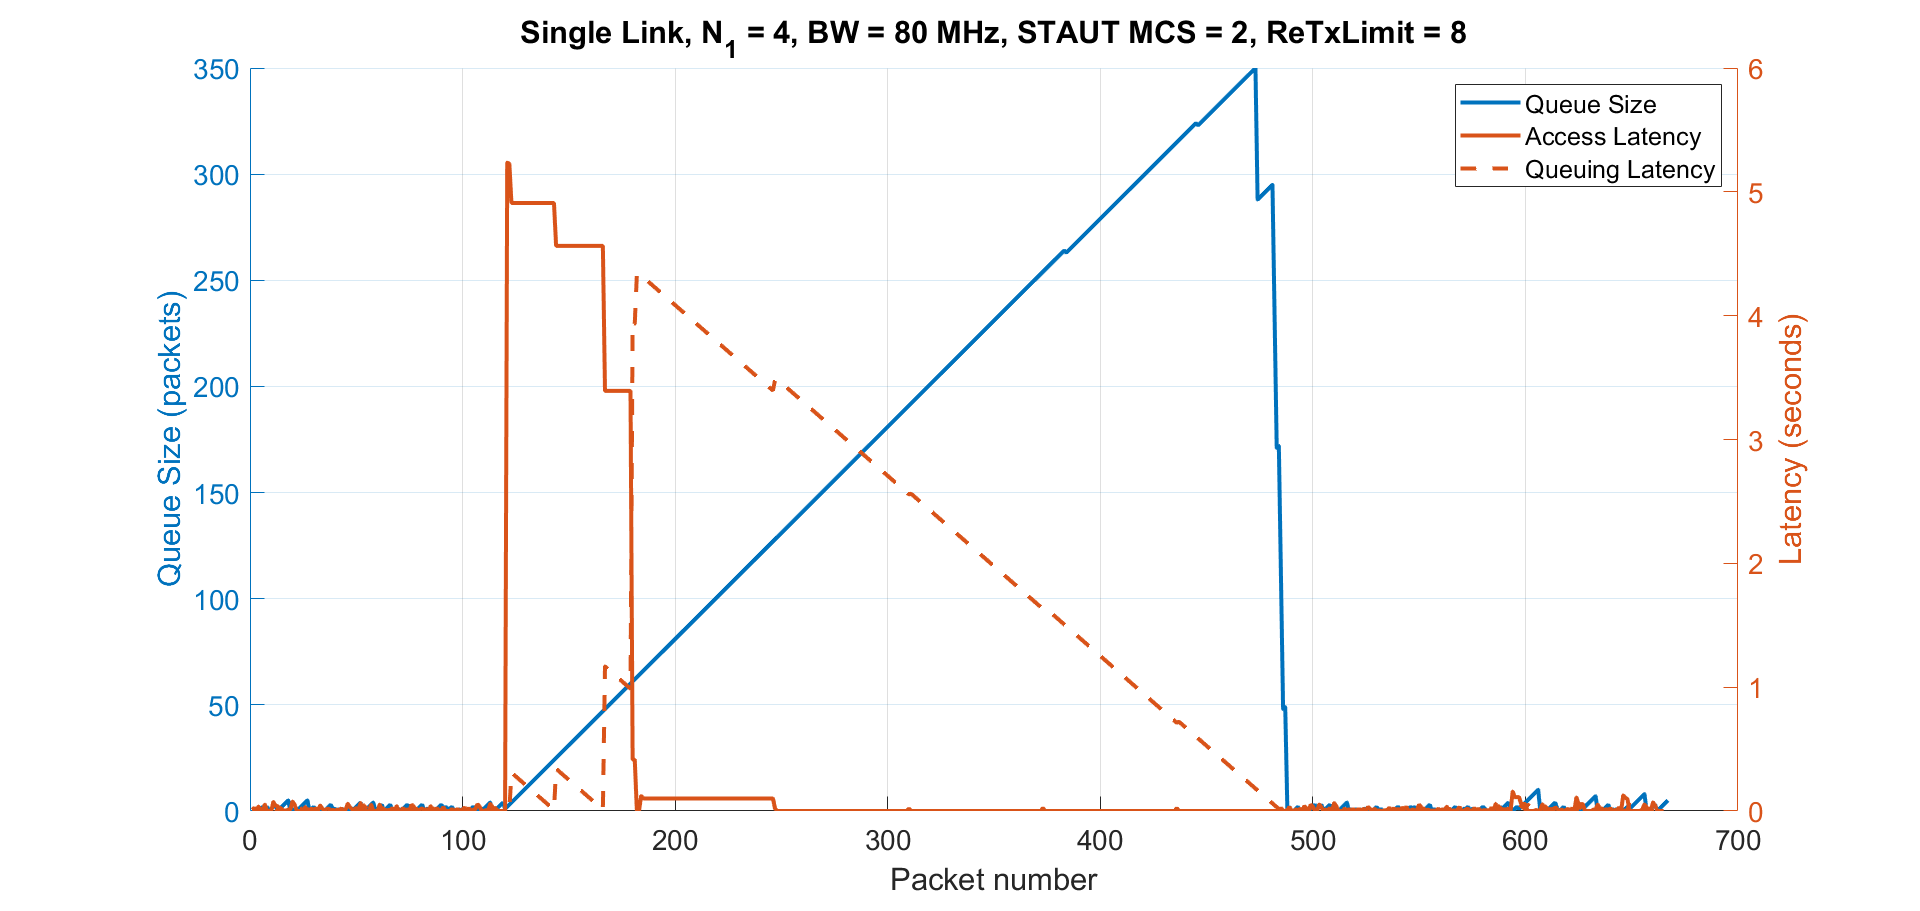 Single Link, N1 = 4, BW = 80 MHz, STAUT MCS = 2, ReTxLimit = 8
Queue Size
Access Latency
Queuing Latency
Queue Size (packets)
350
300
250
200
150
100
50
0
Latency (seconds)
6
5
4
3
2
1
0
0 100 200 300 400 500 600 700
Packet number